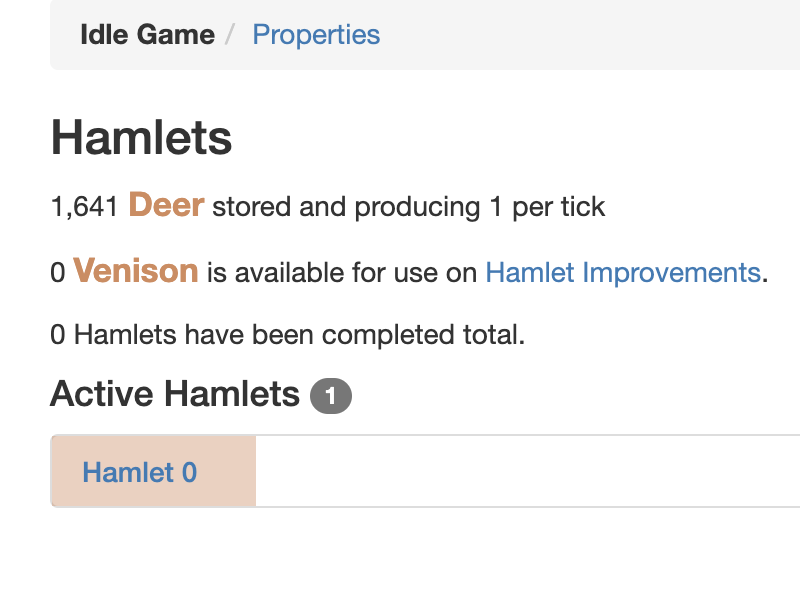 Idle Game / Properties
Hamlets
1,641 Deer stored and producing 1 per tick
0 Venison is available for use on Hamlet Improvements.
0 Hamlets have been completed total.
Active Hamlets 1
Hamlet 0